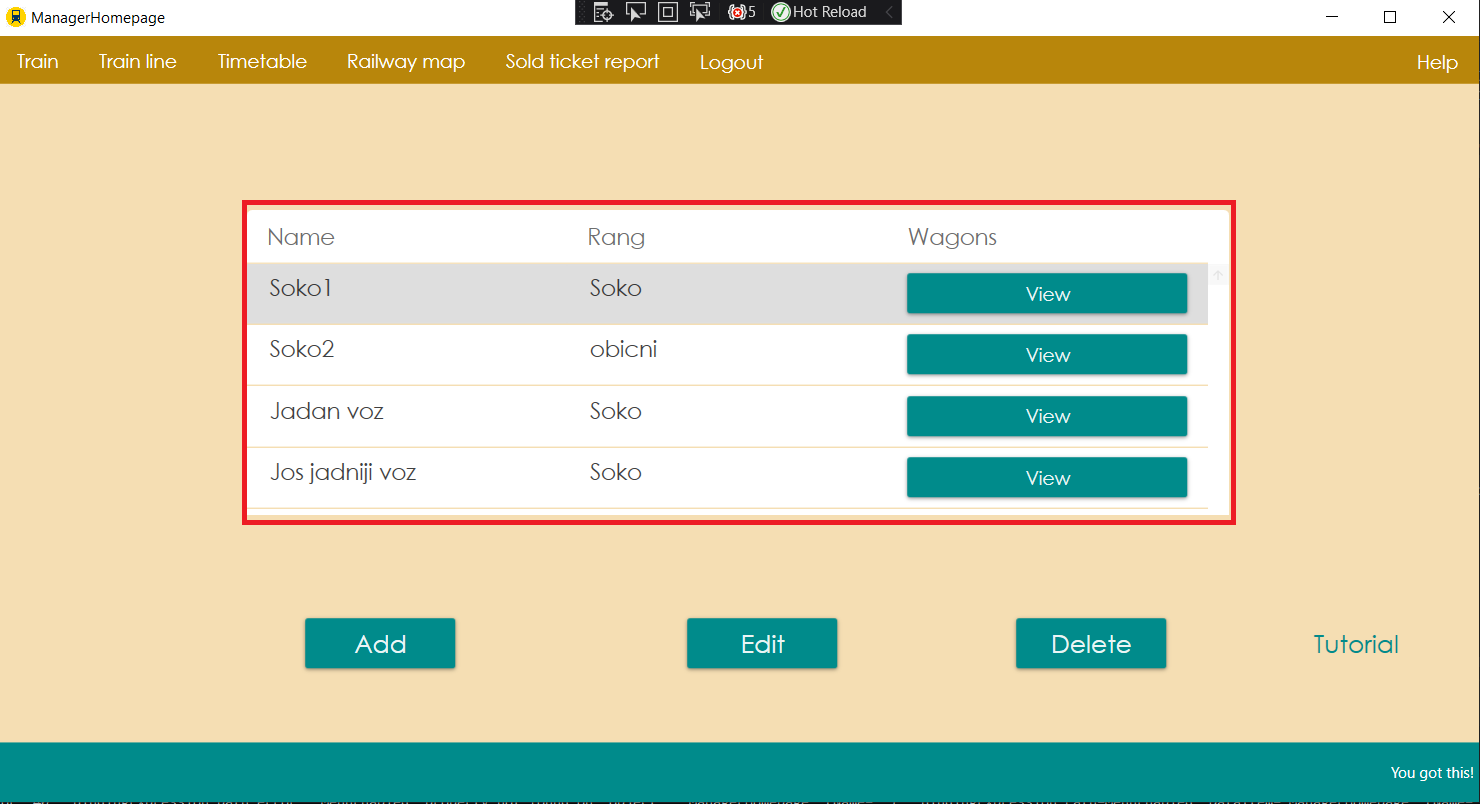 ManagerHomepage
5 Hot Reload
Train Train line Timetable Railway map Sold ticket report Logout Help
Name Rang Wagons
Soko1 Soko View
Soko2 obicni View
Jadan voz Soko View
Jos jadniji voz Soko View
Add Edit Delete Tutorial
You got this!